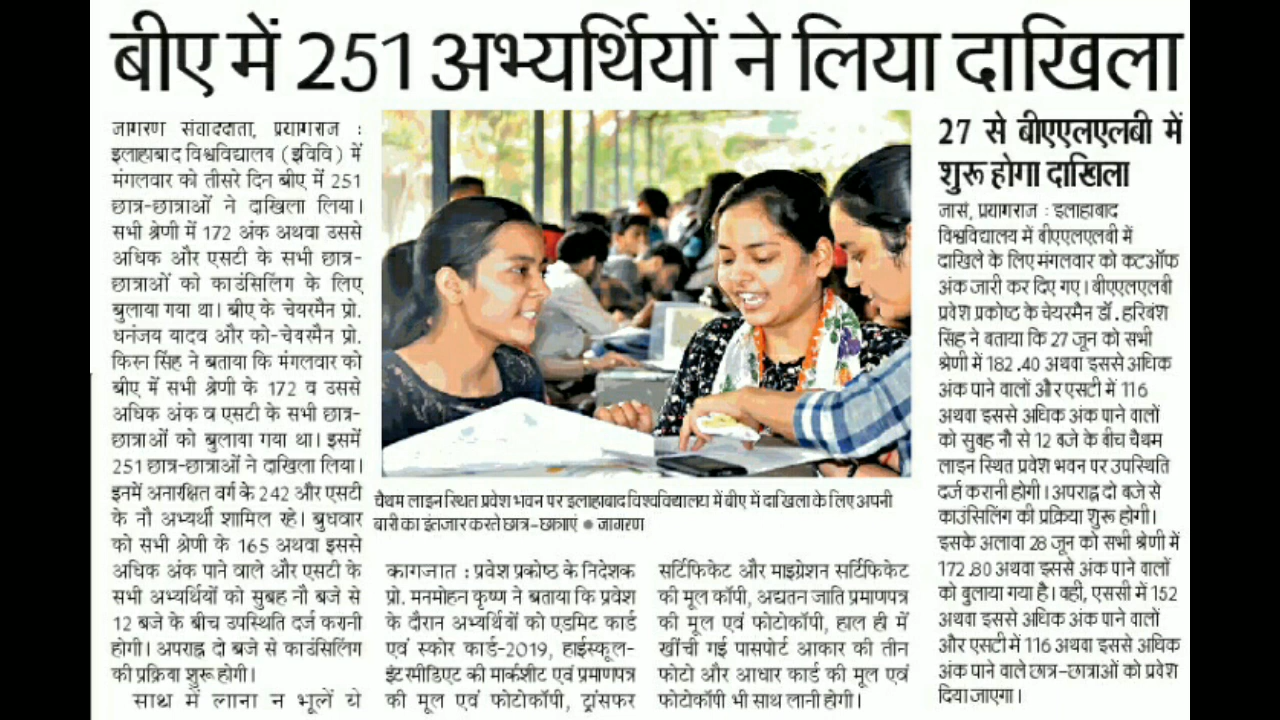 बीए में 251 अभ्यर्थियों ने लिया दाखिला
जागरण संवाददाता, प्रयागराज :
इलाहाबाद विश्वविद्यालय (इविवि) में
मंगलवार को तीसरे दिन बीए में 251
छात्र-छात्राओं ने दाखिला लिया।
सभी श्रेणी में 172 अंक अथवा उससे
अधिक और एसटी के सभी छात्र-
छात्राओं को काउंसिलिंग के लिए
बुलाया गया था। बीए के चेयरमैन प्रो.
धनंजय यादव और को-चेयरमैन प्रो.
किरन सिंह ने बताया कि मंगलवार को
बीए में सभी श्रेणी के 172 व उससे
अधिक अंक व एसटी के सभी छात्र-
छात्राओं को बुलाया गया था। इसमें
251 छात्र-छात्राओं ने दाखिला लिया।
इनमें अनारक्षित वर्ग के 242 और एसटी
के नौ अभ्यर्थी शामिल रहे। बुधवार
को सभी श्रेणी के 165 अथवा इससे
अधिक अंक पाने वाले और एसटी के
सभी अभ्यर्थियों को सुबह नौ बजे से
12 बजे के बीच उपस्थिति दर्ज करानी
होगी। अपराह्न दो बजे से काउंसिलिंग
की प्रक्रिया शुरू होगी।
साथ में लाना न भूलें ये
चैथम लाइन स्थित प्रवेश भवन पर इलाहाबाद विश्वविद्यालय में बीए में दाखिला के लिए अपनी
बारी का इंतजार करते छात्र-छात्राएं ● जागरण
कागजात : प्रवेश प्रकोष्ठ के निदेशक
प्रो. मनमोहन कृष्ण ने बताया कि प्रवेश
के दौरान अभ्यर्थियों को एडमिट कार्ड
एवं स्कोर कार्ड-2019, हाईस्कूल-
इंटरमीडिएट की मार्कशीट एवं प्रमाणपत्र
की मूल एवं फोटोकॉपी, ट्रांसफर
सर्टिफिकेट और माइग्रेशन सर्टिफिकेट
की मूल कॉपी, अद्यतन जाति प्रमाणपत्र
की मूल एवं फोटोकॉपी, हाल ही में
खींची गई पासपोर्ट आकार की तीन
फोटो और आधार कार्ड की मूल एवं
फोटोकॉपी भी साथ लानी होगी।
27 से बीएएलएलबी में
शुरू होगा दाखिला
जासं, प्रयागराज : इलाहाबाद
विश्वविद्यालय में बीएएलएलबी में
दाखिले के लिए मंगलवार को कटऑफ
अंक जारी कर दिए गए। बीएएलएलबी
प्रवेश प्रकोष्ट के चेयरमैन डॉ. हरिबंश
सिंह ने बताया कि 27 जून को सभी
श्रेणी में 182.40 अथवा इससे अधिक
अंक पाने वालों और एसटी में 116
अथवा इससे अधिक अंक पाने वालों
को सुबह नौ से 12 बजे के बीच चैथम
लाइन स्थित प्रवेश भवन पर उपस्थिति
दर्ज करानी होगी। अपराह्न दो बजे से
काउंसिलिंग की प्रक्रिया शुरू होगी।
इसके अलावा 28 जून को सभी श्रेणी में
172.80 अथवा इससे अंक पाने वालों
को बुलाया गया है। वहीं, एससी में 152
अथवा इससे अधिक अंक पाने वालों
और एसटी में 116 अथवा इससे अधिक
अंक पाने वाले छात्र-छात्राओं को प्रवेश
दिया जाएगा।